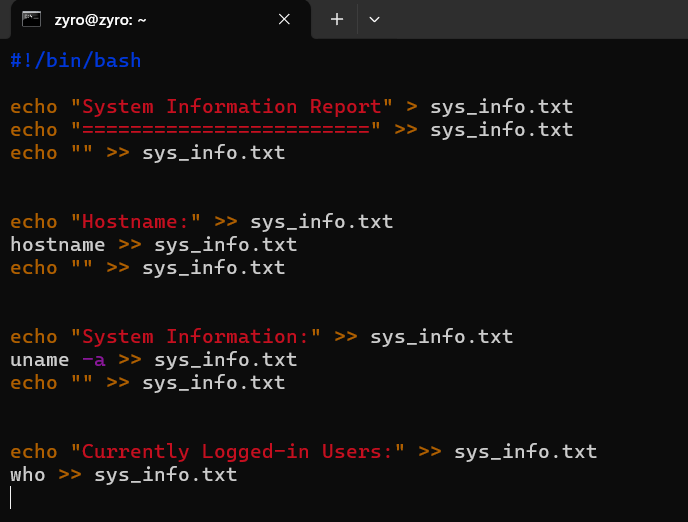 zyro@zyro: ~
#!/bin/bash
echo "System Information Report" > sys_info.txt
echo "========================" >> sys_info.txt
echo "" >> sys_info.txt
echo "Hostname:" >> sys_info.txt
hostname >> sys_info.txt
echo "" >> sys_info.txt
echo "System Information:" >> sys_info.txt
uname -a >> sys_info.txt
echo "" >> sys_info.txt
echo "Currently Logged-in Users:" >> sys_info.txt
who >> sys_info.txt